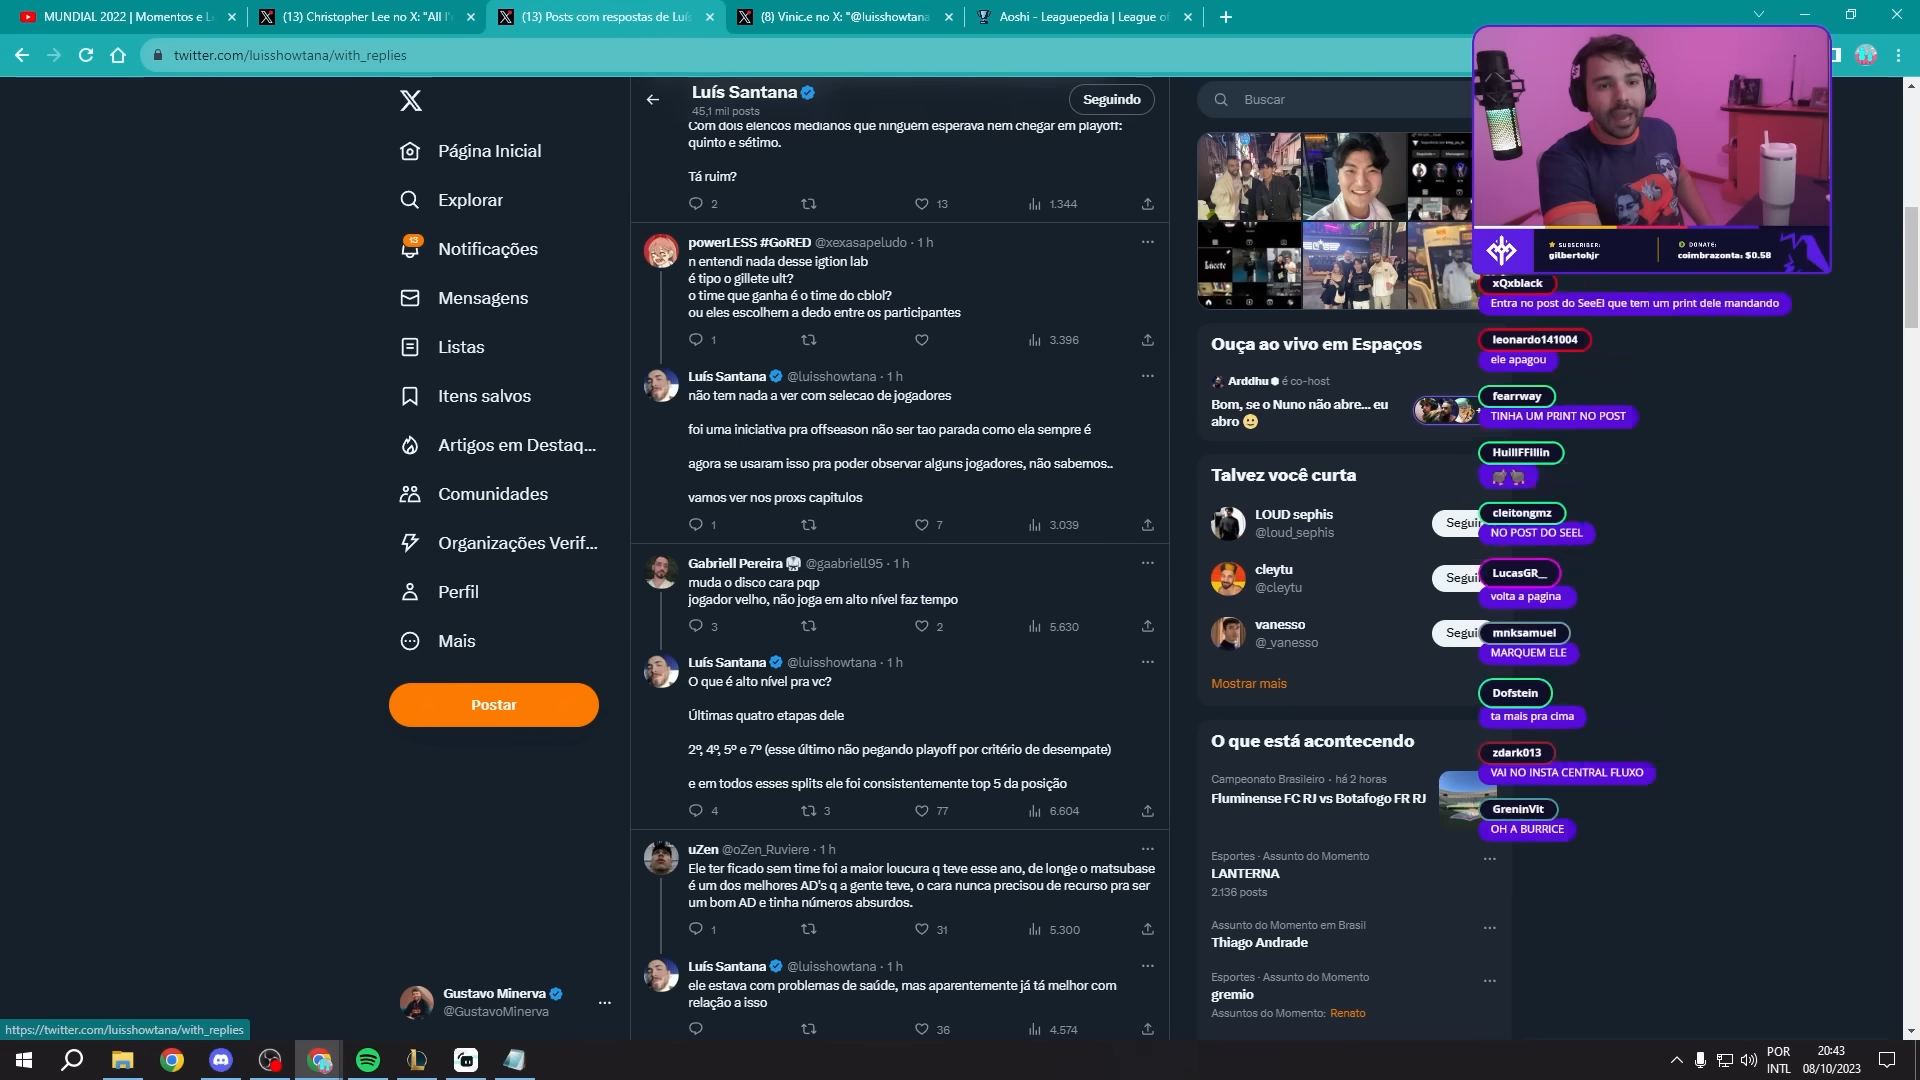 MUNDIAL 2022 | Momentos e L
(13) Christopher Lee no X: "All I'
(13) Posts com respostas de Luís
(8) Vinic.e no X: "@luisshowtana
Aoshi - Leaguepedia | League of
twitter.com/luisshowtana/with_replies
Página Inicial
Explorar
13
Notificações
Mensagens
Listas
Itens salvos
Artigos em Destaq...
Comunidades
Organizações Verif...
Perfil
Mais
Postar
Gustavo Minerva
@GustavoMinerva
https://twitter.com/luisshowtana/with_replies
Luís Santana
45,1 mil posts
Seguindo
Com dois elencos medianos que ninguém esperava nem chegar em playoff:
quinto e sétimo.
Tá ruim?
2 13 1.344
powerLESS #GoRED @xexasapeludo · 1 h
n entendi nada desse igtion lab
é tipo o gillete ult?
o time que ganha é o time do cblol?
ou eles escolhem a dedo entre os participantes
1 3.396
Luís Santana @luisshowtana · 1 h
não tem nada a ver com selecao de jogadores
foi uma iniciativa pra offseason não ser tao parada como ela sempre é
agora se usaram isso pra poder observar alguns jogadores, não sabemos..
vamos ver nos proxs capitulos
1 7 3.039
Gabriell Pereira @gaabriell95 · 1 h
muda o disco cara pqp
jogador velho, não joga em alto nível faz tempo
3 2 5.630
Luís Santana @luisshowtana · 1 h
O que é alto nível pra vc?
Últimas quatro etapas dele
2º, 4º, 5º e 7º (esse último não pegando playoff por critério de desempate)
e em todos esses splits ele foi consistentemente top 5 da posição
4 3 77 6.604
uZen @oZen_Ruviere · 1 h
Ele ter ficado sem time foi a maior loucura q teve esse ano, de longe o matsubase
é um dos melhores AD's q a gente teve, o cara nunca precisou de recurso pra ser
um bom AD e tinha números absurdos.
1 31 5.300
Luís Santana @luisshowtana · 1 h
ele estava com problemas de saúde, mas aparentemente já tá melhor com
relação a isso
36 4.574
Buscar
Ouça ao vivo em Espaços
Arddhu é co-host
Bom, se o Nuno não abre... eu
abro
Talvez você curta
LOUD sephis
@loud_sephis
Seguir
cleytu
@cleytu
Segui
vanesso
@_vanesso
Segui
Mostrar mais
O que está acontecendo
Campeonato Brasileiro · há 2 horas
Fluminense FC RJ vs Botafogo FR RJ
Esportes · Assunto do Momento
LANTERNA
2.136 posts
Assunto do Momento em Brasil
Thiago Andrade
Esportes · Assunto do Momento
gremio
Assuntos do Momento: Renato
SUBSCRIBER:
gilbertohjr
DONATE:
coimbrazonta: $0.58
xQxblack
Entra no post do SeeEl que tem um print dele mandando
leonardo141004
ele apagou
fearrway
TINHA UM PRINT NO POST
HulllFFIllin
cleitongmz
NO POST DO SEEL
LucasGR__
volta a pagina
mnksamuel
MARQUEM ELE
Dofstein
ta mais pra cima
zdark013
VAI NO INSTA CENTRAL FLUXO
GreninVit
OH A BURRICE
POR
INTL
20:43
08/10/2023